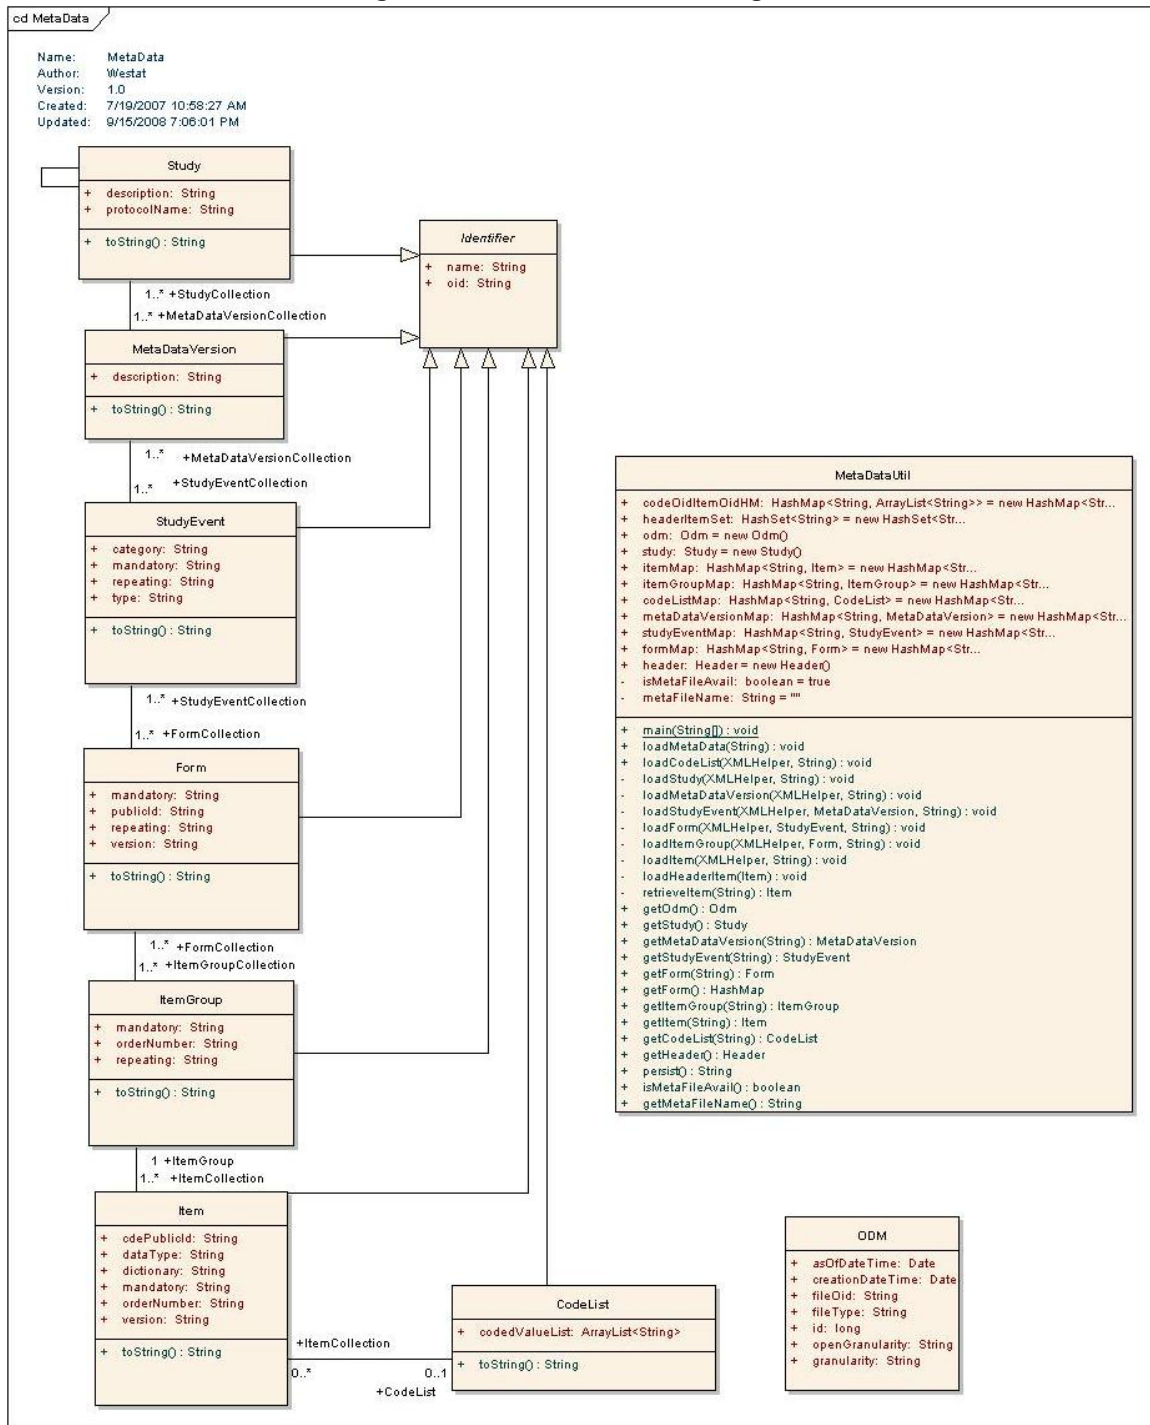 cd MetaData
Name: MetaData
Author: Westat
Version: 1.0
Created: 7/19/2007 10:58:27 AM
Updated: 9/15/2008 7:06:01 PM
Study
+ description: String
+ protocolName: String
+ toString() : String
Identifier
+ name: String
+ oid: String
1..* +StudyCollection
1..* +MetaDataVersionCollection
MetaDataVersion
+ description: String
+ toString() : String
1..* +MetaDataVersionCollection
1..* +StudyEventCollection
StudyEvent
+ category: String
+ mandatory: String
+ repeating: String
+ type: String
+ toString() : String
1..* +StudyEventCollection
1..* +FormCollection
Form
+ mandatory: String
+ publicId: String
+ repeating: String
+ version: String
+ toString() : String
1..* +FormCollection
1..* +ItemGroupCollection
ItemGroup
+ mandatory: String
+ orderNumber: String
+ repeating: String
+ toString() : String
1 +ItemGroup
1..* +ItemCollection
Item
+ cdePublicId: String
+ dataType: String
+ dictionary: String
+ mandatory: String
+ orderNumber: String
+ version: String
+ toString() : String
+ItemCollection
0..* 0..1
+CodeList
CodeList
+ codedValueList: ArrayList<String>
+ toString() : String
MetaDataUtil
+ codeOidItemOidHM: HashMap<String, ArrayList<String>> = new HashMap<Str...
+ headerItemSet: HashSet<String> = new HashSet<Str...
+ odm: Odm = new Odm()
+ study: Study = new Study()
+ itemMap: HashMap<String, Item> = new HashMap<Str...
+ itemGroupMap: HashMap<String, ItemGroup> = new HashMap<Str...
+ codeListMap: HashMap<String, CodeList> = new HashMap<Str...
+ metaDataVersionMap: HashMap<String, MetaDataVersion> = new HashMap<Str...
+ studyEventMap: HashMap<String, StudyEvent> = new HashMap<Str...
+ formMap: HashMap<String, Form> = new HashMap<Str...
+ header: Header = new Header()
- isMetaFileAvail: boolean = true
- metaFileName: String = ""
+ main(String[]) : void
+ loadMetaData(String) : void
+ loadCodeList(XMLHelper, String) : void
- loadStudy(XMLHelper, String) : void
- loadMetaDataVersion(XMLHelper, String) : void
- loadStudyEvent(XMLHelper, MetaDataVersion, String) : void
- loadForm(XMLHelper, StudyEvent, String) : void
- loadItemGroup(XMLHelper, Form, String) : void
- loadItem(XMLHelper, String) : void
- loadHeaderItem(Item) : void
- retrieveItem(String) : Item
+ getOdm() : Odm
+ getStudy() : Study
+ getMetaDataVersion(String) : MetaDataVersion
+ getStudyEvent(String) : StudyEvent
+ getForm(String) : Form
+ getForm() : HashMap
+ getItemGroup(String) : ItemGroup
+ getItem(String) : Item
+ getCodeList(String) : CodeList
+ getHeader() : Header
+ persist() : String
+ isMetaFileAvail() : boolean
+ getMetaFileName() : String
ODM
+ asOfDateTime: Date
+ creationDateTime: Date
+ fileOid: String
+ fileType: String
+ id: long
+ openGranularity: String
+ granularity: String